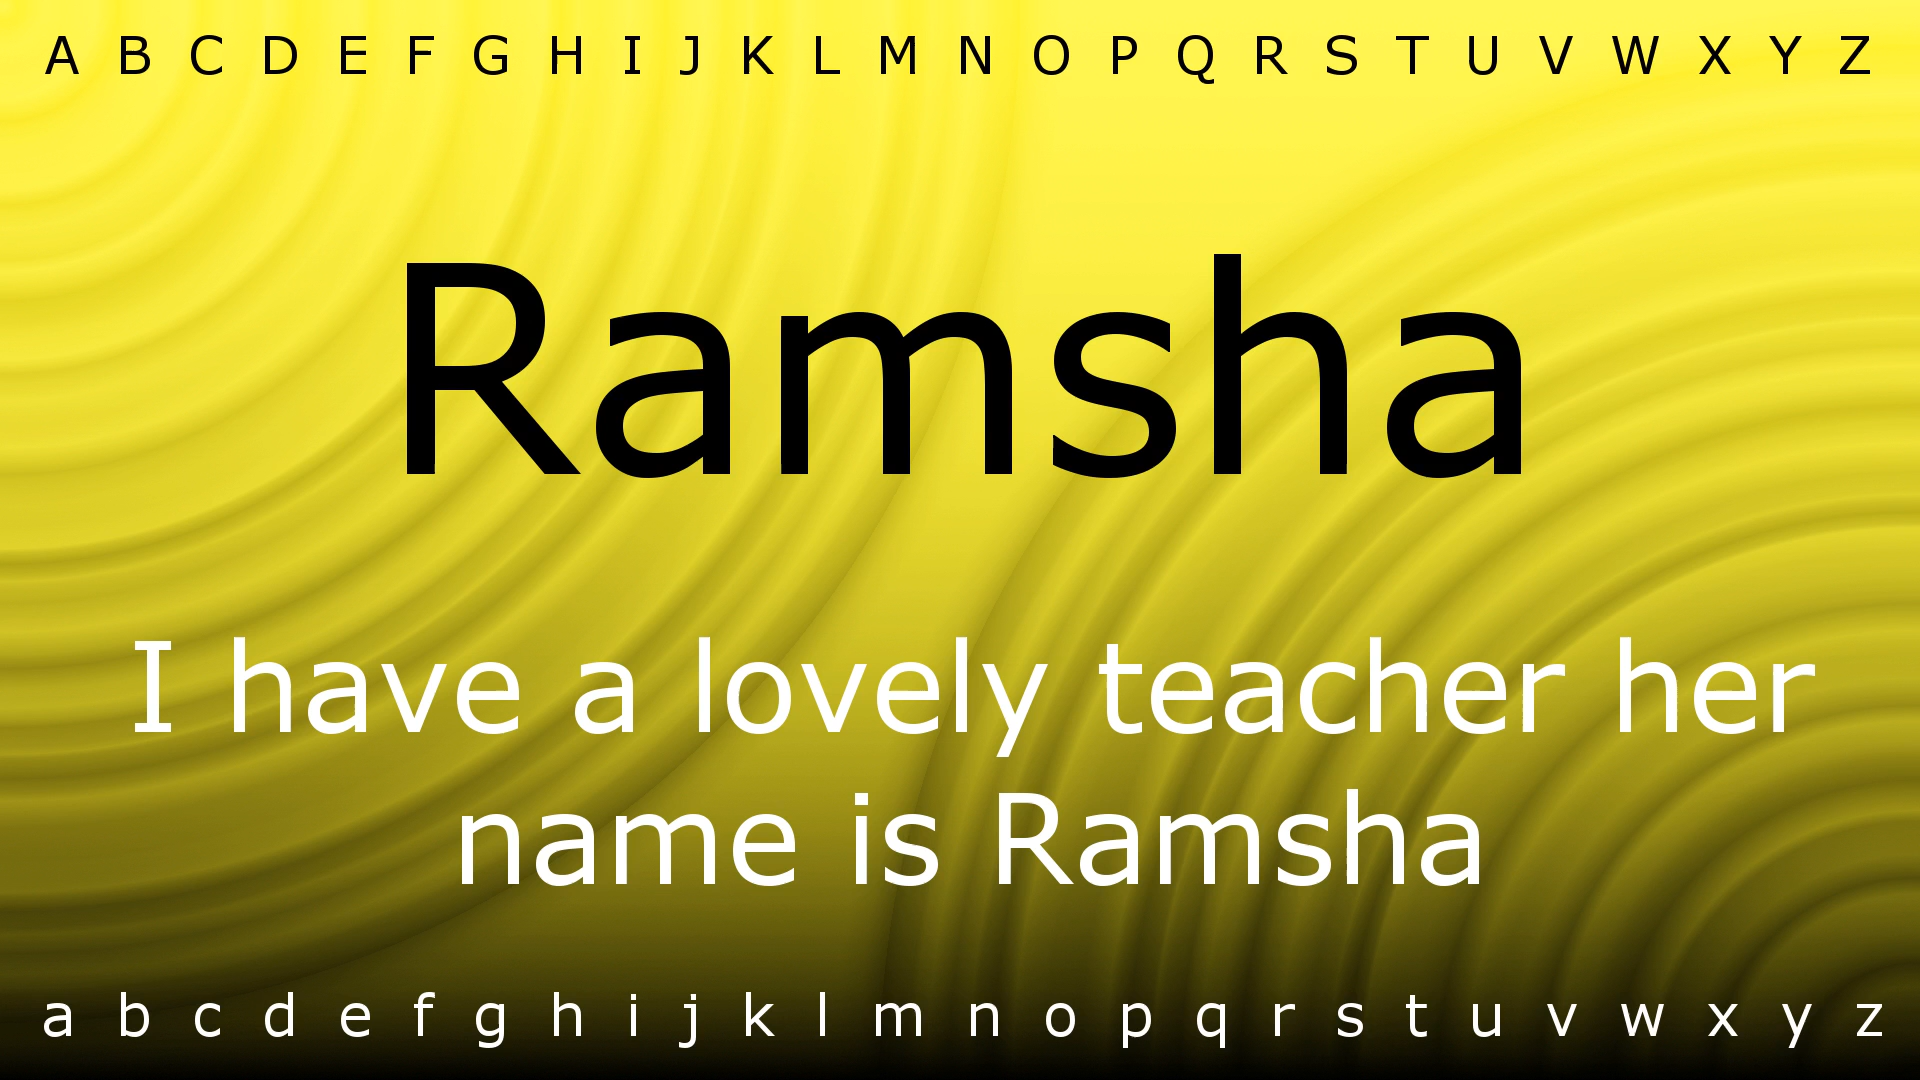 A B C D E F G H I J K L M N O P Q R S T U V W X Y Z
Ramsha
I have a lovely teacher her
name is Ramsha
a b c d e f g h i j k l m n o p q r s t u v w x y z